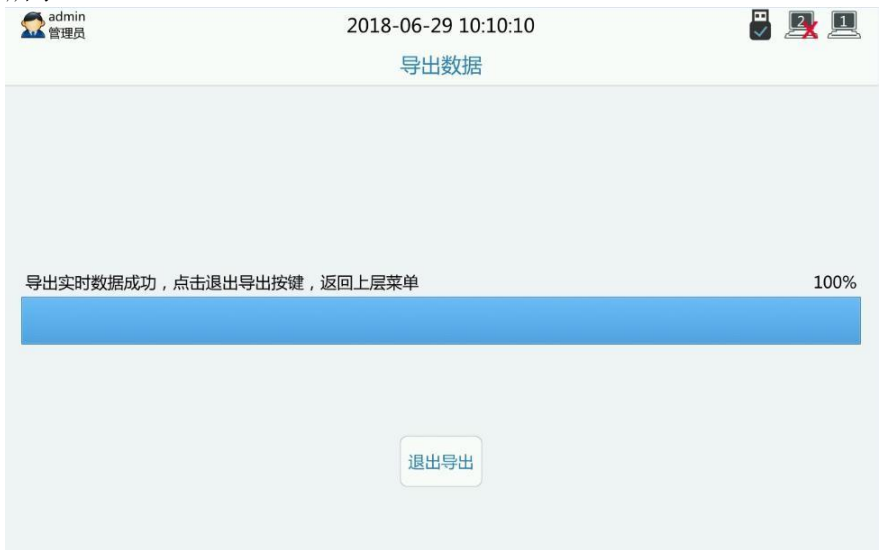 admin
管理员
2018-06-29 10:10:10
2
1
导出数据
导出实时数据成功，点击退出导出按键，返回上层菜单
100%
退出导出